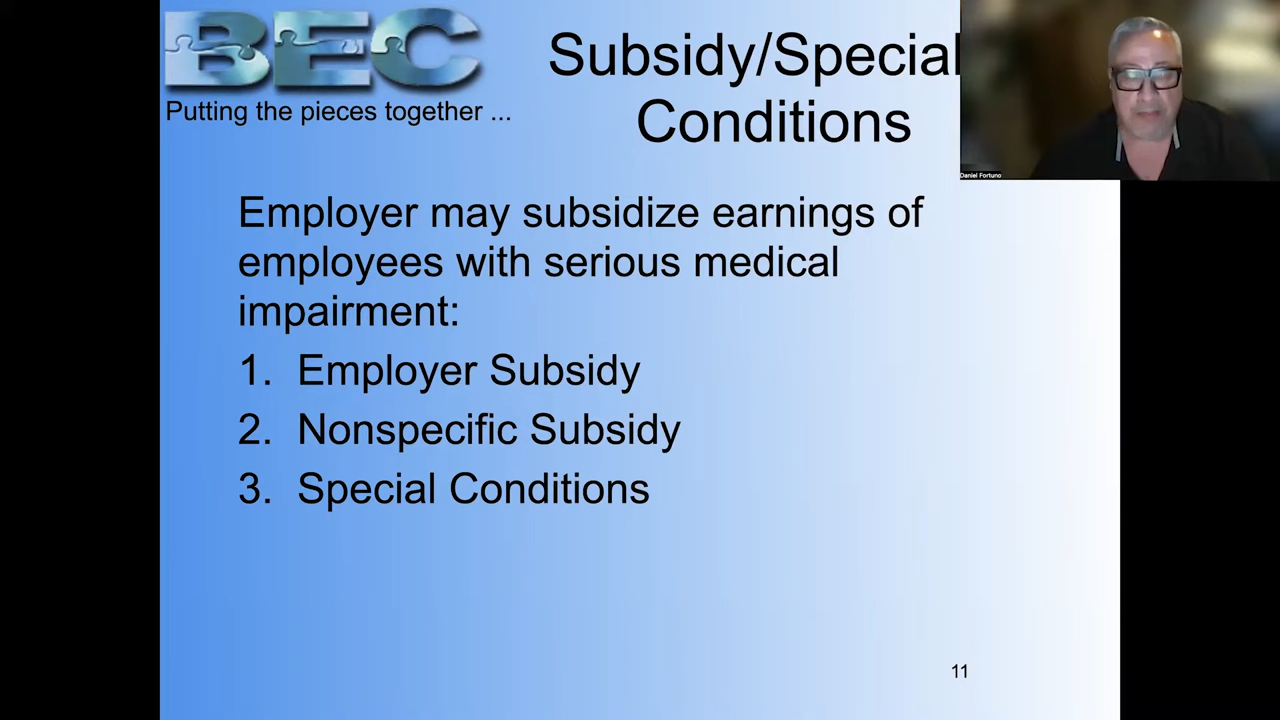 BEC
Putting the pieces together ...
Subsidy/Special
Conditions
Daniel Fortuno
Employer may subsidize earnings of
employees with serious medical
impairment:
1. Employer Subsidy
2. Nonspecific Subsidy
3. Special Conditions
11